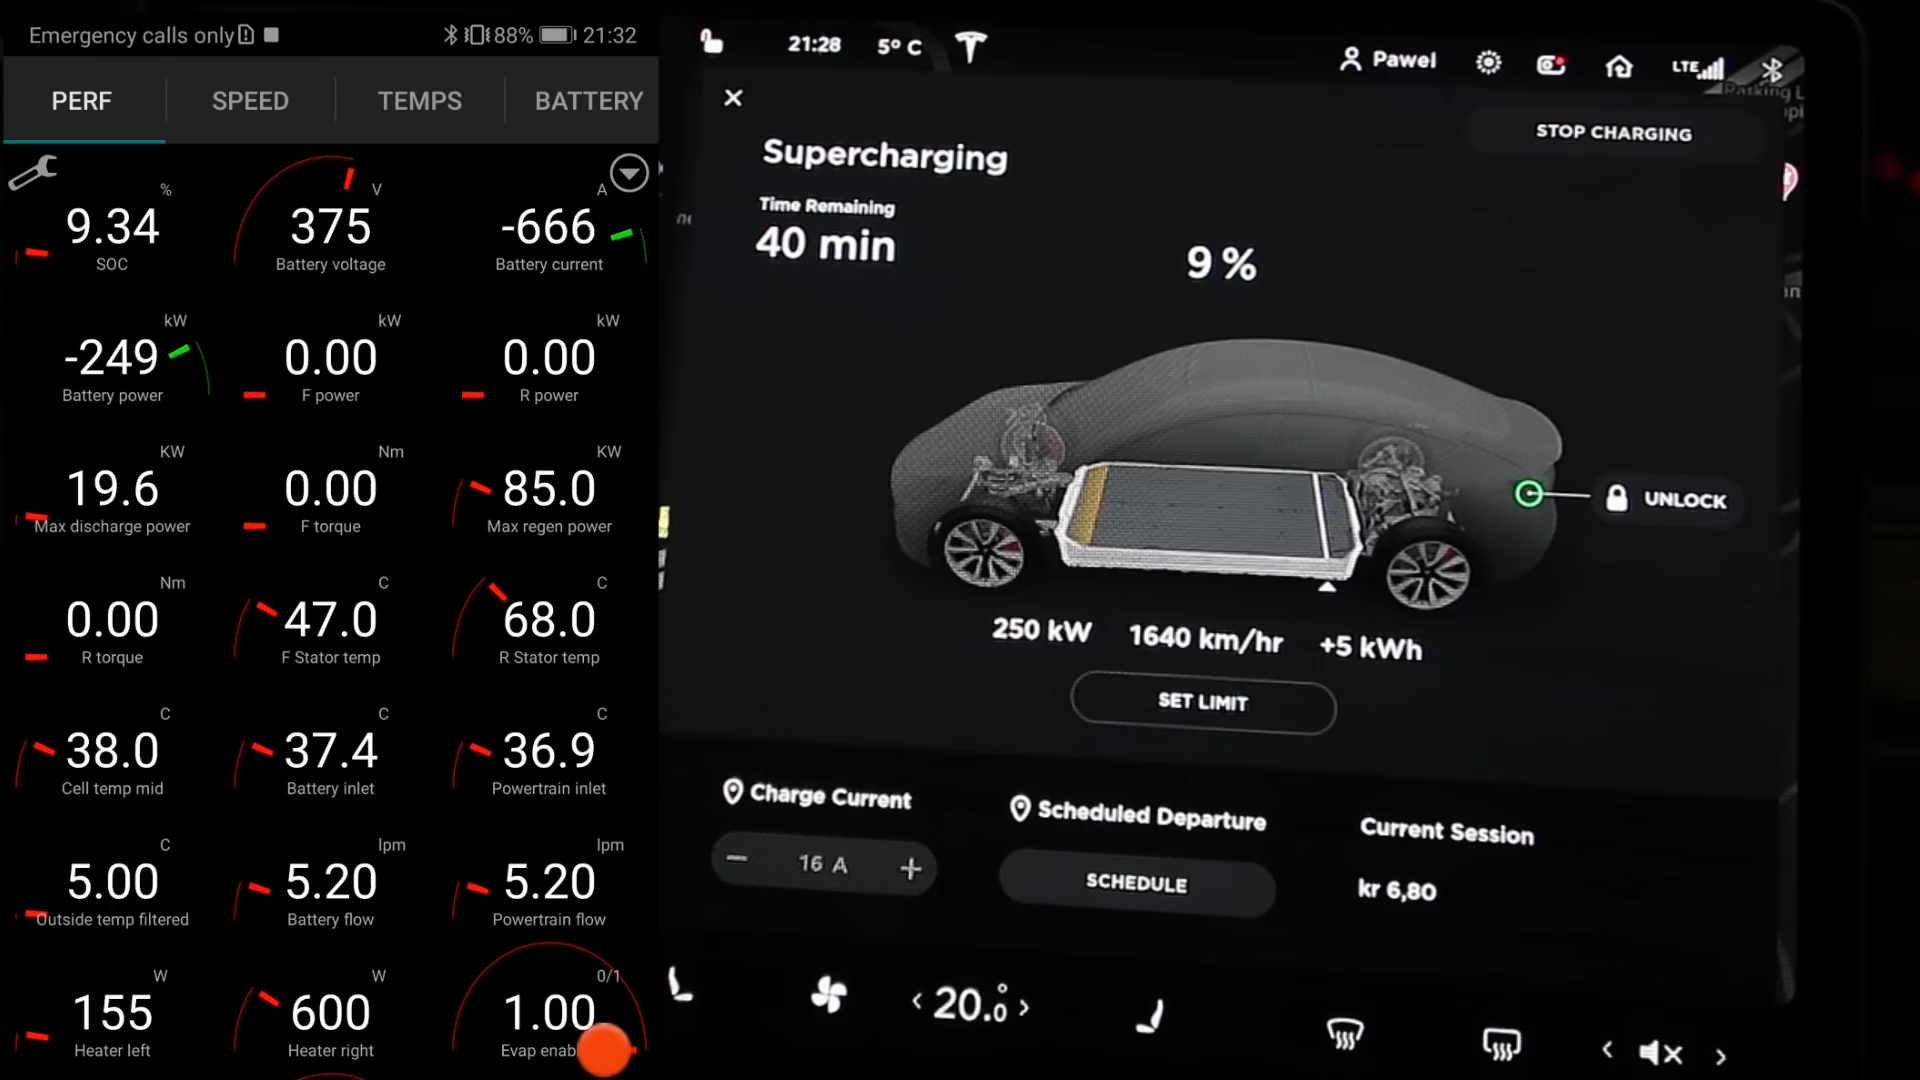 Emergency calls only
88%
21:32
PERF
SPEED
TEMPS
BATTERY
%
9.34
SOC
V
375
Battery voltage
A
-666
Battery current
kW
-249
Battery power
kW
0.00
F power
kW
0.00
R power
KW
19.6
Max discharge power
Nm
0.00
F torque
KW
85.0
Max regen power
Nm
0.00
R torque
C
47.0
F Stator temp
C
68.0
R Stator temp
C
38.0
Cell temp mid
C
37.4
Battery inlet
C
36.9
Powertrain inlet
C
5.00
Outside temp filtered
lpm
5.20
Battery flow
lpm
5.20
Powertrain flow
W
155
Heater left
W
600
Heater right
0/1
1.00
Evap enab
21:28
5° C
Pawel
LTE
Parking L
STOP CHARGING
Supercharging
Time Remaining
40 min
9 %
UNLOCK
250 kW
1640 km/hr
+5 kWh
SET LIMIT
Charge Current
− 16 A +
Scheduled Departure
SCHEDULE
Current Session
kr 6,80
< 20.0° >